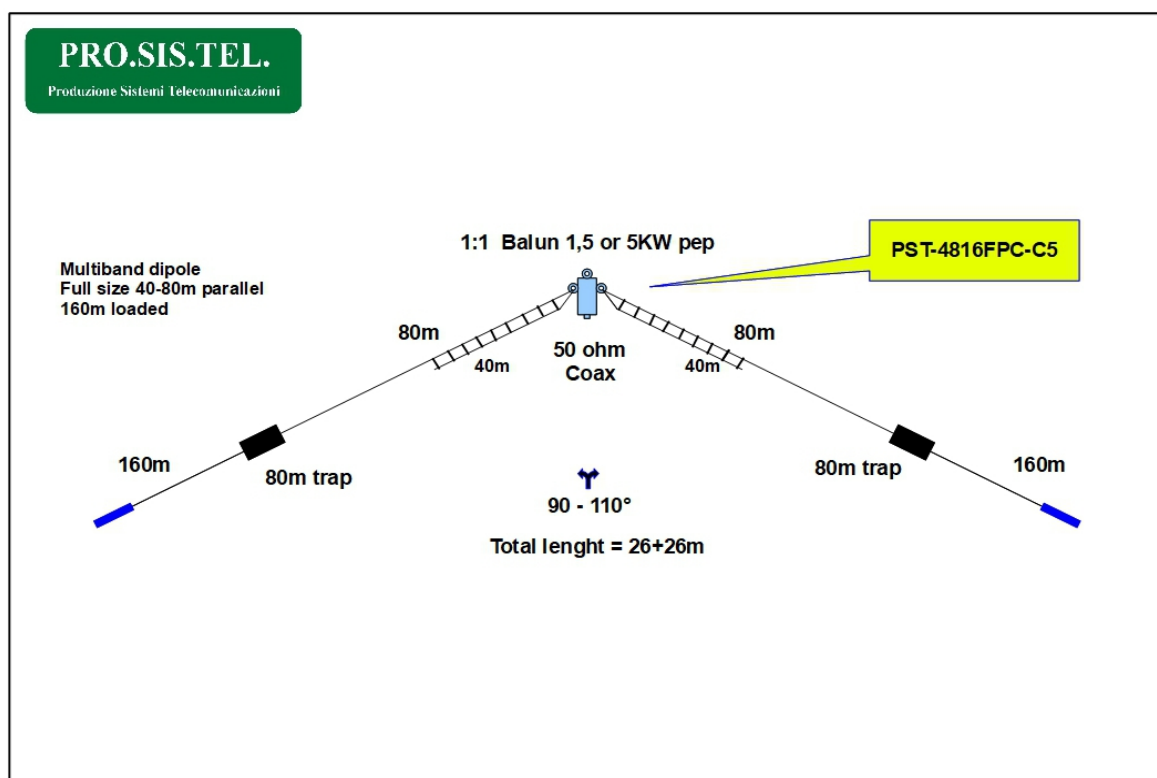 PRO.SIS.TEL.
Produzione Sistemi Telecomunicazioni
1:1 Balun 1,5 or 5KW pep
PST-4816FPC-C5
Multiband dipole
Full size 40-80m parallel
160m loaded
80m
80m
40m
50 ohm
Coax
40m
160m
80m trap
80m trap
160m
90 - 110°
Total lenght = 26+26m